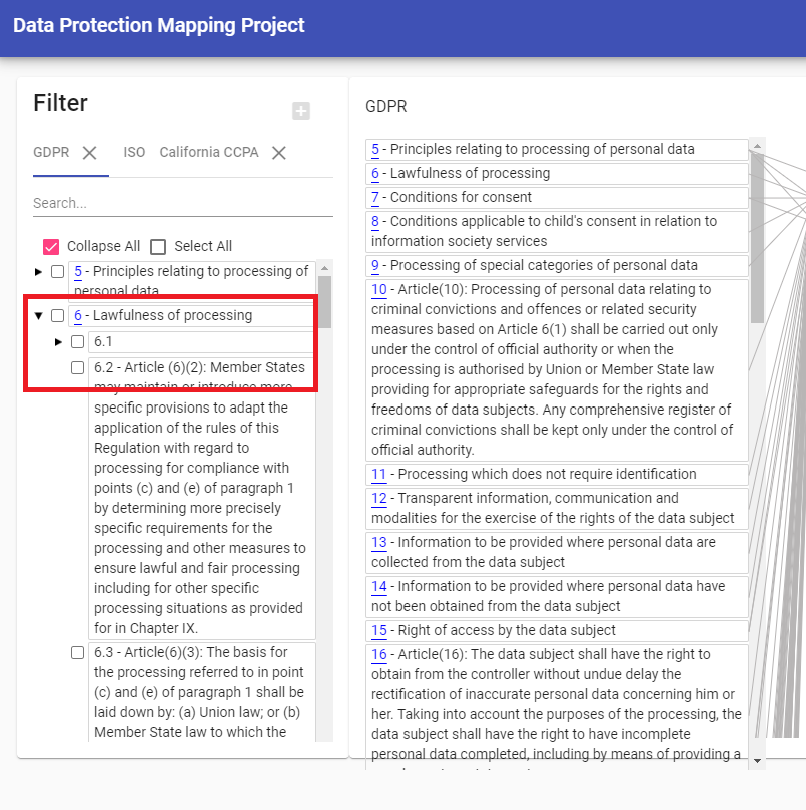 Data Protection Mapping Project
Filter
GDPR
ISO
California CCPA
Search...
Collapse All
Select All
5 - Principles relating to processing of
personal data
6 - Lawfulness of processing
6.1
6.2 - Article (6)(2): Member States
may maintain or introduce more
specific provisions to adapt the
application of the rules of this
Regulation with regard to
processing for compliance with
points (c) and (e) of paragraph 1
by determining more precisely
specific requirements for the
processing and other measures to
ensure lawful and fair processing
including for other specific
processing situations as provided
for in Chapter IX.
6.3 - Article(6)(3): The basis for
the processing referred to in point
(c) and (e) of paragraph 1 shall be
laid down by: (a) Union law; or (b)
Member State law to which the
GDPR
5 - Principles relating to processing of personal data
6 - Lawfulness of processing
7 - Conditions for consent
8 - Conditions applicable to child's consent in relation to
information society services
9 - Processing of special categories of personal data
10 - Article(10): Processing of personal data relating to
criminal convictions and offences or related security
measures based on Article 6(1) shall be carried out only
under the control of official authority or when the
processing is authorised by Union or Member State law
providing for appropriate safeguards for the rights and
freedoms of data subjects. Any comprehensive register of
criminal convictions shall be kept only under the control of
official authority.
11 - Processing which does not require identification
12 - Transparent information, communication and
modalities for the exercise of the rights of the data subject
13 - Information to be provided where personal data are
collected from the data subject
14 - Information to be provided where personal data have
not been obtained from the data subject
15 - Right of access by the data subject
16 - Article(16): The data subject shall have the right to
obtain from the controller without undue delay the
rectification of inaccurate personal data concerning him or
her. Taking into account the purposes of the processing, the
data subject shall have the right to have incomplete
personal data completed, including by means of providing a